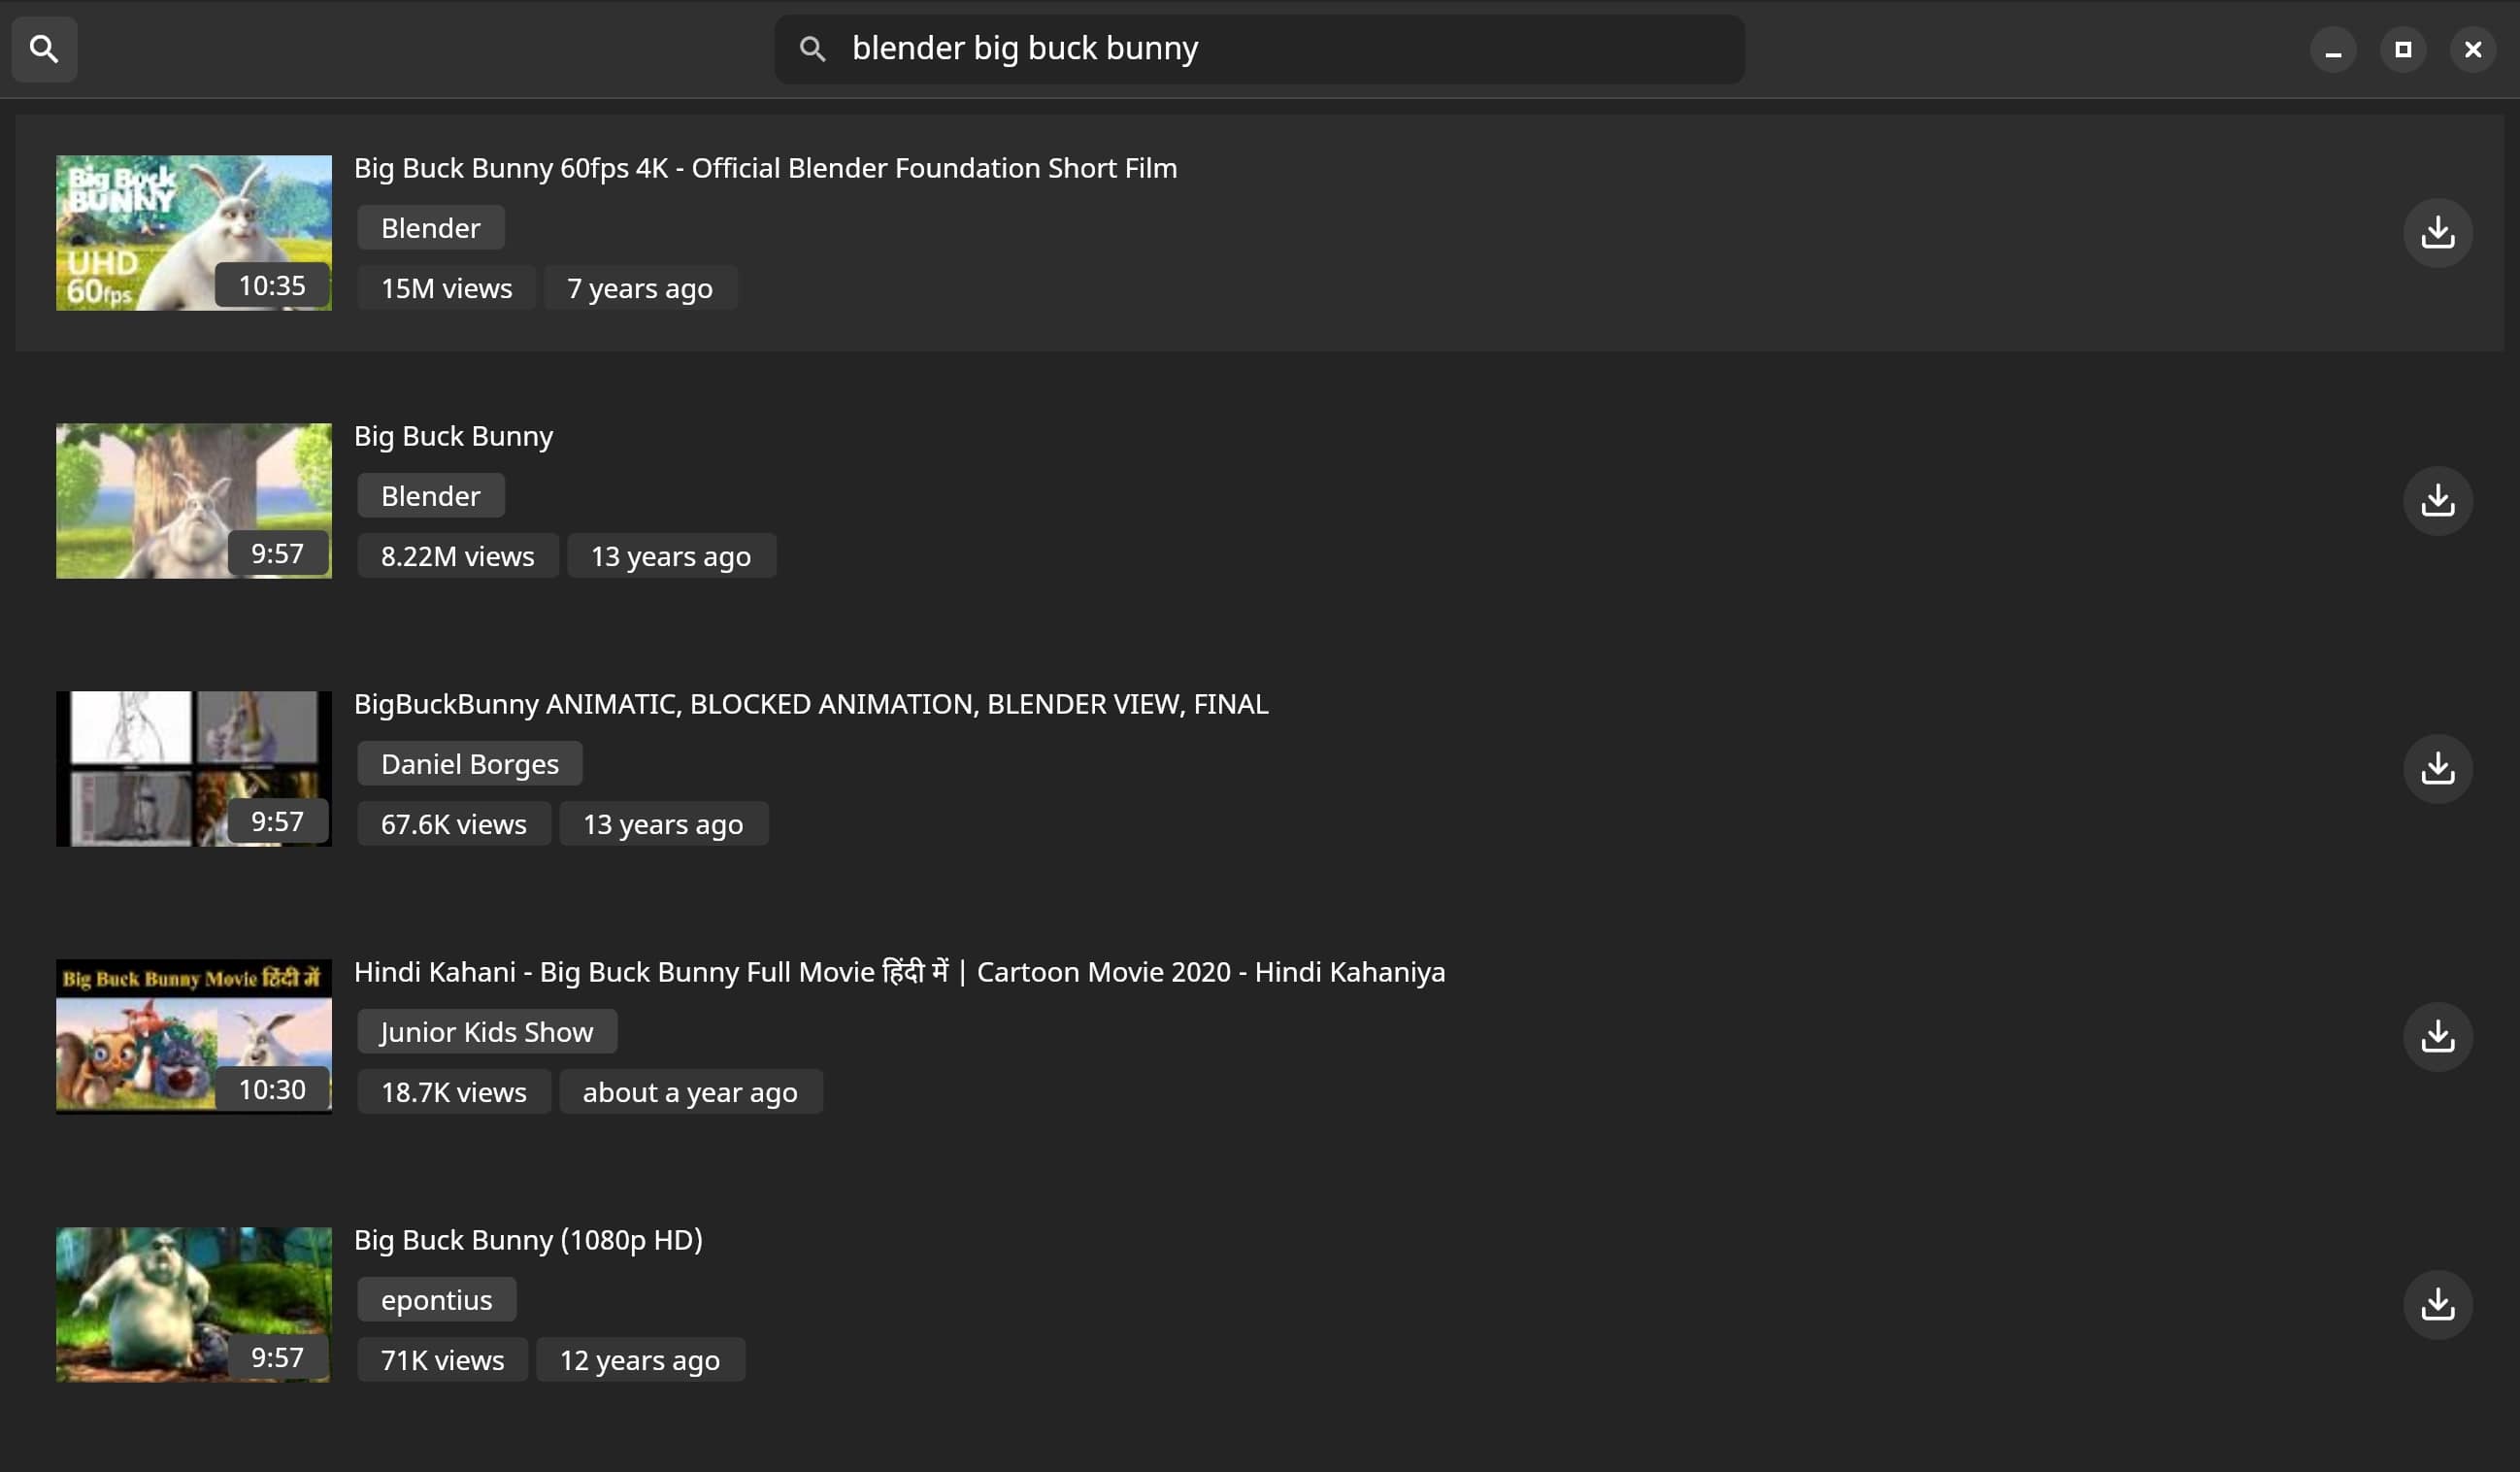 blender big buck bunny
Big Buck
BUNNY
UHD
60fps
10:35
Big Buck Bunny 60fps 4K - Official Blender Foundation Short Film
Blender
15M views 7 years ago
9:57
Big Buck Bunny
Blender
8.22M views 13 years ago
9:57
BigBuckBunny ANIMATIC, BLOCKED ANIMATION, BLENDER VIEW, FINAL
Daniel Borges
67.6K views 13 years ago
Big Buck Bunny Movie हिंदी में
10:30
Hindi Kahani - Big Buck Bunny Full Movie हिंदी में | Cartoon Movie 2020 - Hindi Kahaniya
Junior Kids Show
18.7K views about a year ago
9:57
Big Buck Bunny (1080p HD)
epontius
71K views 12 years ago